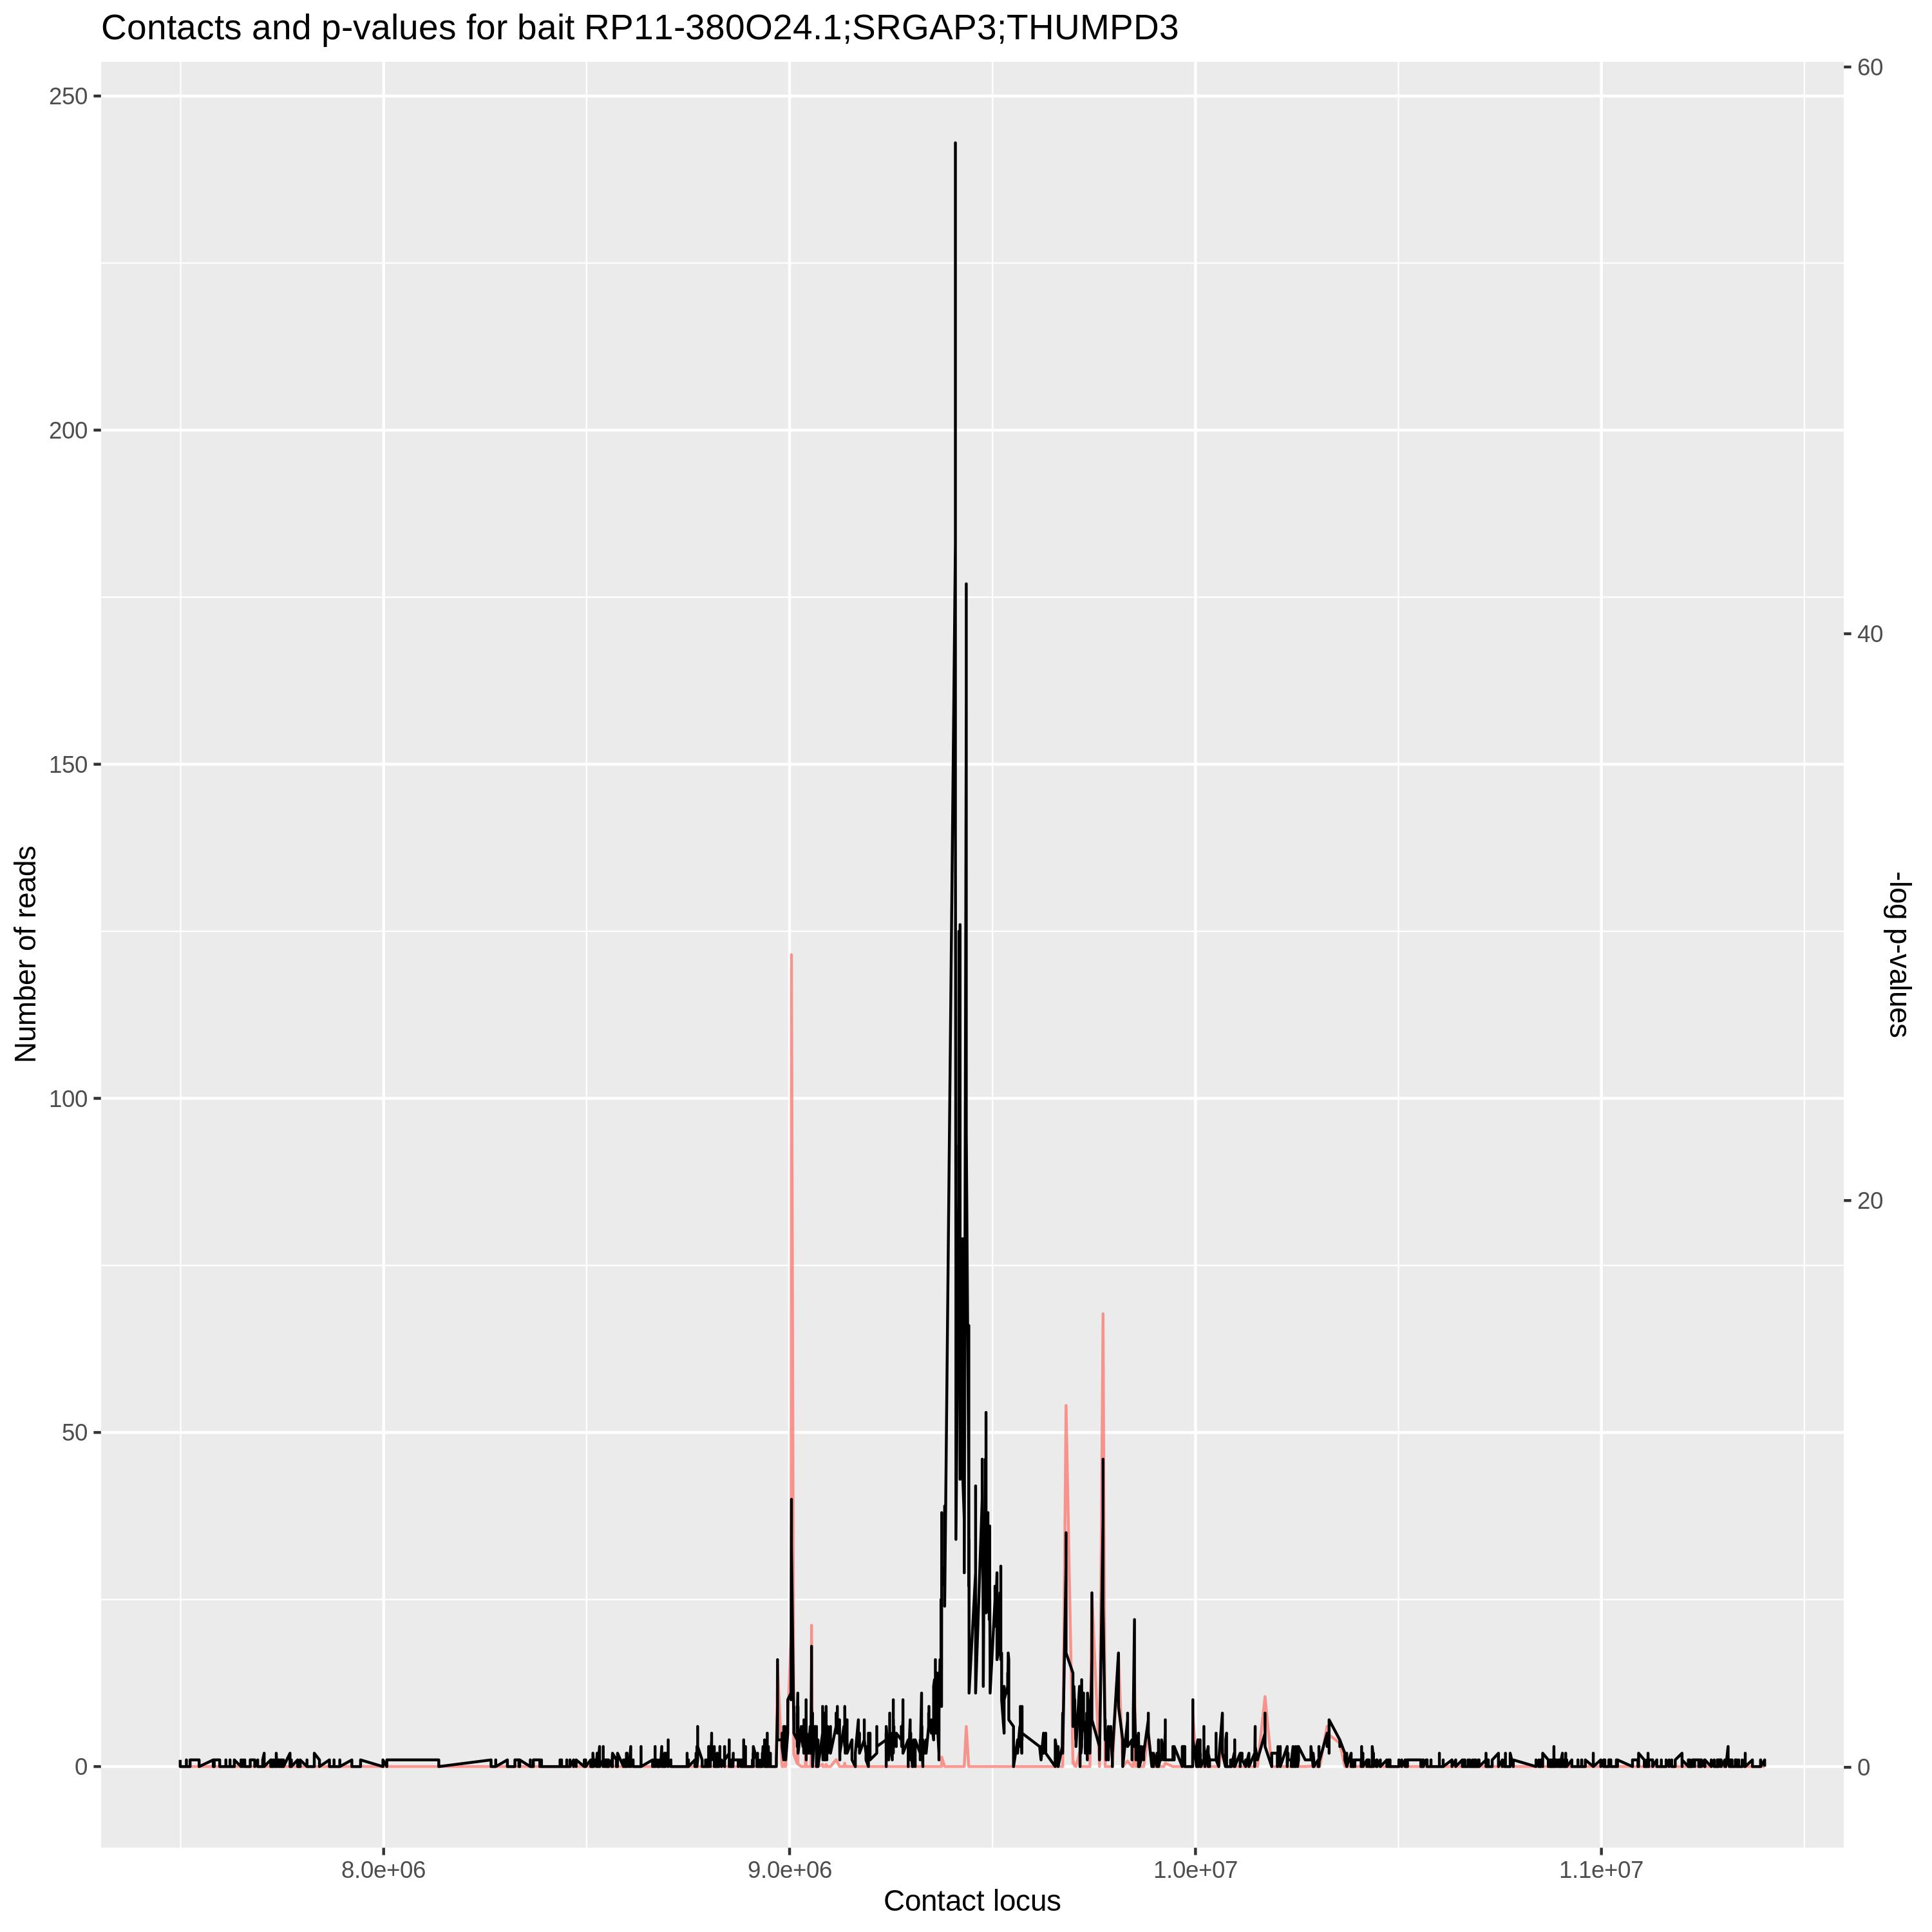 Contacts and p-values for bait RP11-380O24.1;SRGAP3;THUMPD3
250
200
150
100
50
0
Number of reads
60
40
20
0
-log p-values
8.0e+06
9.0e+06
1.0e+07
1.1e+07
Contact locus